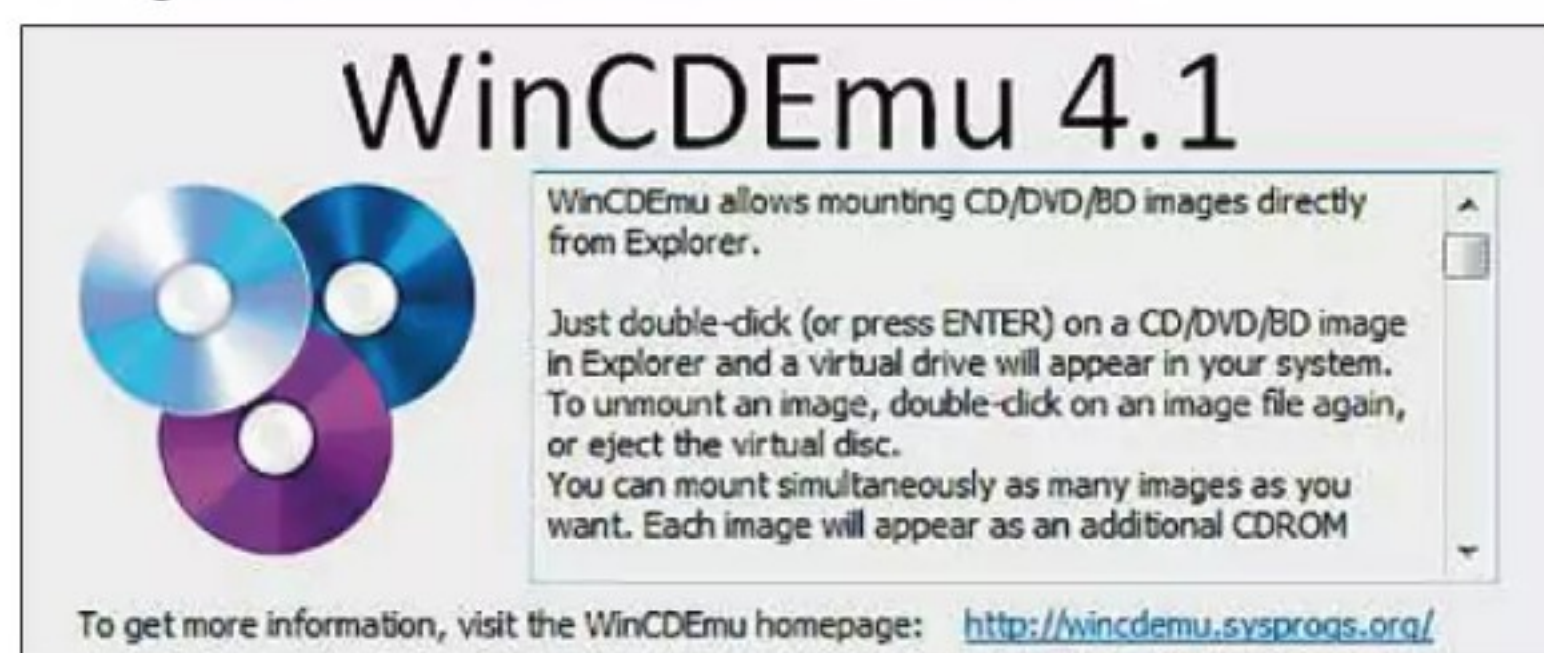 WinCDEmu 4.1
WinCDEmu allows mounting CD/DVD/BD images directly
from Explorer.
Just double-click (or press ENTER) on a CD/DVD/BD image
in Explorer and a virtual drive will appear in your system.
To unmount an image, double-click on an image file again,
or eject the virtual disc.
You can mount simultaneously as many images as you
want. Each image will appear as an additional CDROM
To get more information, visit the WinCDEmu homepage: http://wincdemu.sysprogs.org/